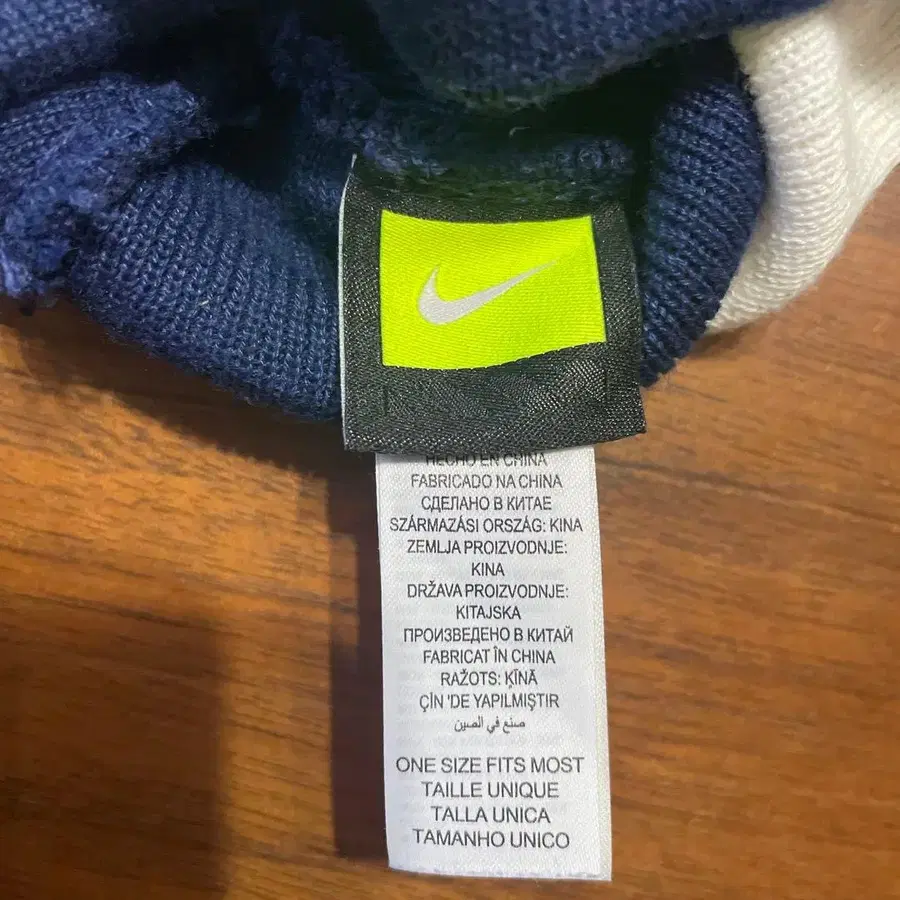 HECHO EN CHINA
FABRICADO NA CHINA
СДЕЛАНО В КИТАЕ
SZÁRMAZÁSI ORSZÁG: KINA
ZEMLJA PROIZVODNJE:
KINA
DRŽAVA PROIZVODNJE:
KITAJSKA
ПРОИЗВЕДЕНО В КИТАЙ
FABRICAT ÎN CHINA
RAŽOTS: ĶĪNĀ
ÇİN 'DE YAPILMIŞTIR
صنع في الصين
ONE SIZE FITS MOST
TAILLE UNIQUE
TALLA UNICA
TAMANHO UNICO